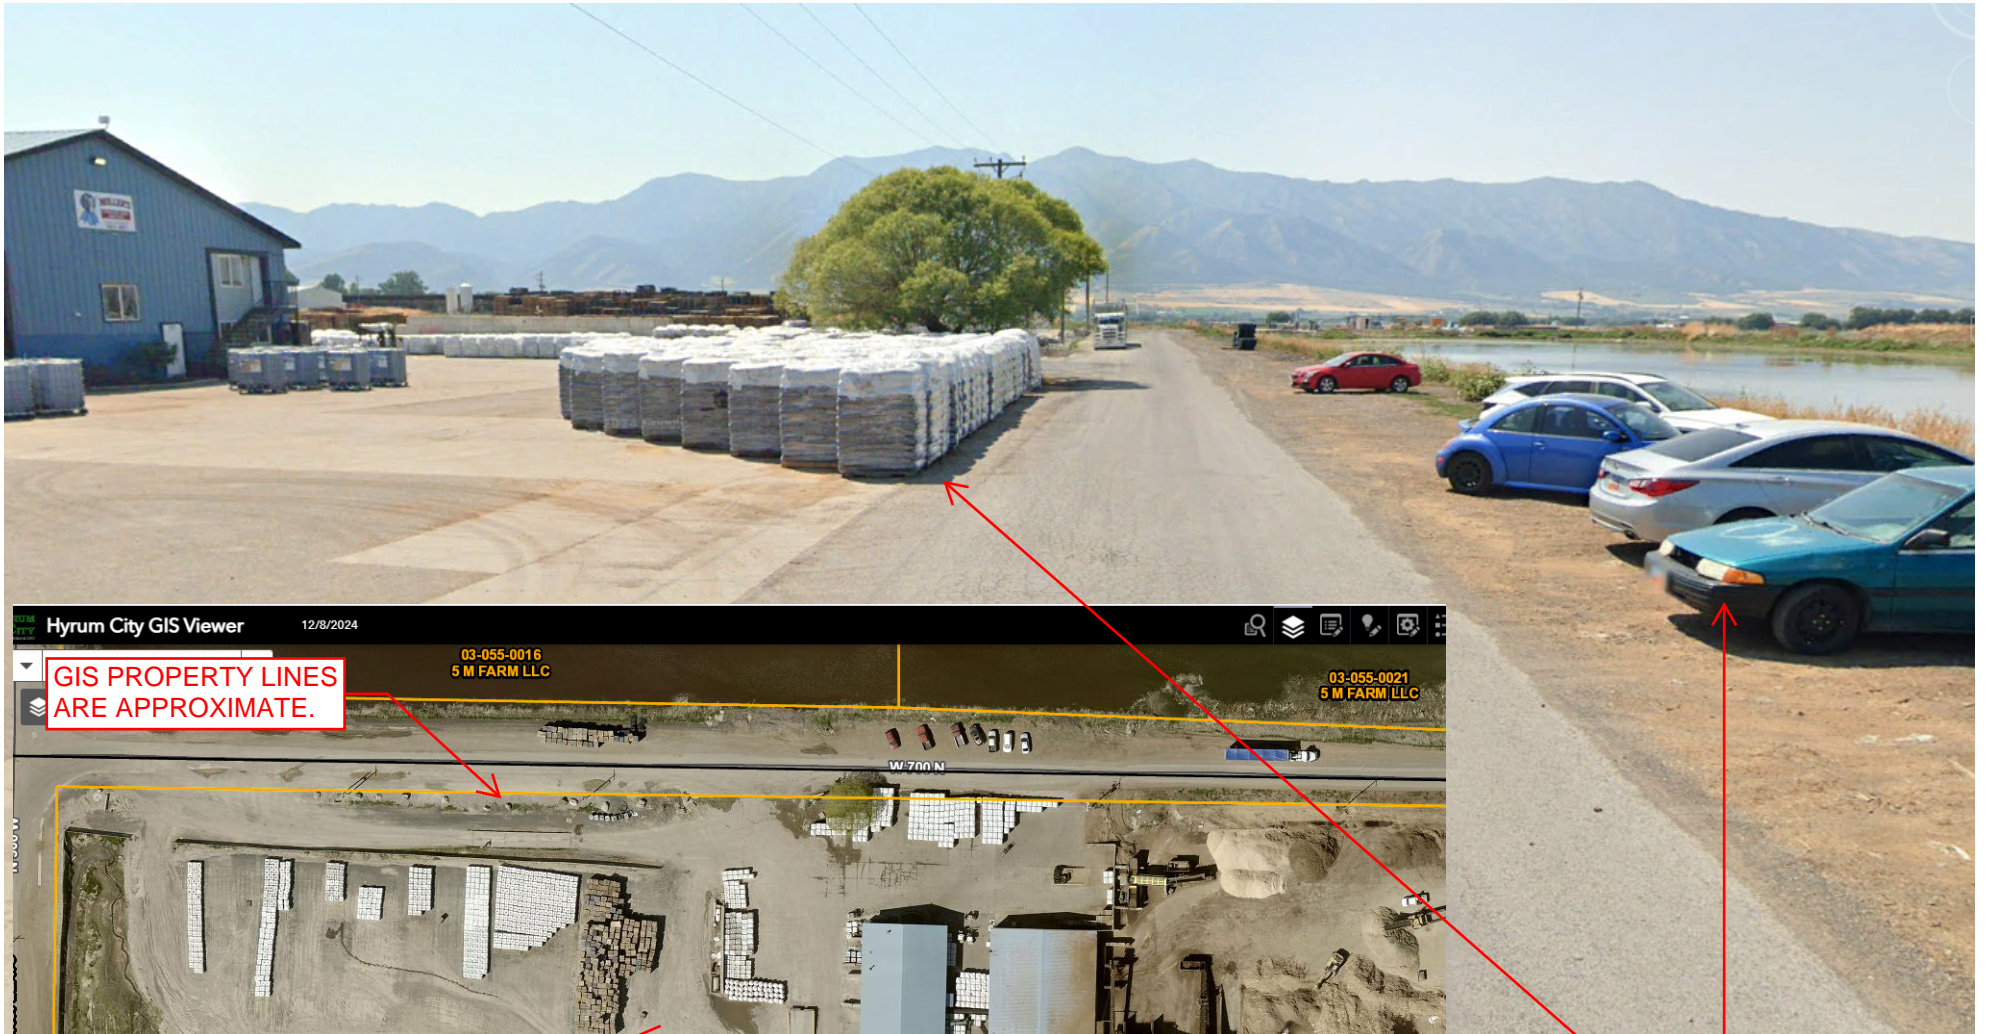 MILLER'S
Hyrum City GIS Viewer
12/8/2024
GIS PROPERTY LINES
ARE APPROXIMATE.
03-055-0016
5 M FARM LLC
03-055-0021
5 M FARM LLC
W 700 N